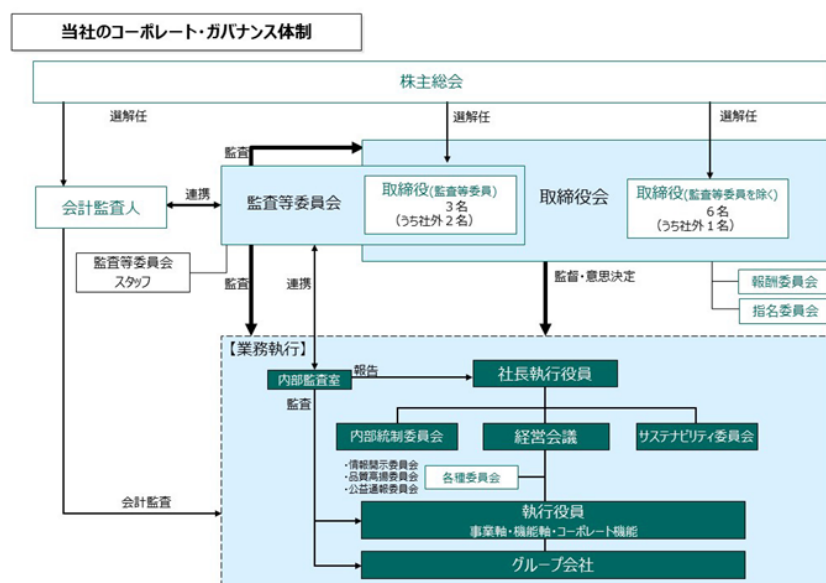 当社のコーポレート・ガバナンス体制
株主総会
選解任
選解任
選解任
監査
会計監査人
連携
監査等委員会
取締役(監査等委員)
3名
(うち社外2名)
取締役会
取締役(監査等委員を除く)
6名
(うち社外1名)
監査等委員会
スタッフ
監査
連携
監督・意思決定
報酬委員会
指名委員会
【業務執行】
内部監査室
報告
社長執行役員
監査
内部統制委員会
経営会議
サステナビリティ委員会
・情報開示委員会
・品質高揚委員会
・公益通報委員会
各種委員会
会計監査
執行役員
事業軸・機能軸・コーポレート機能
グループ会社